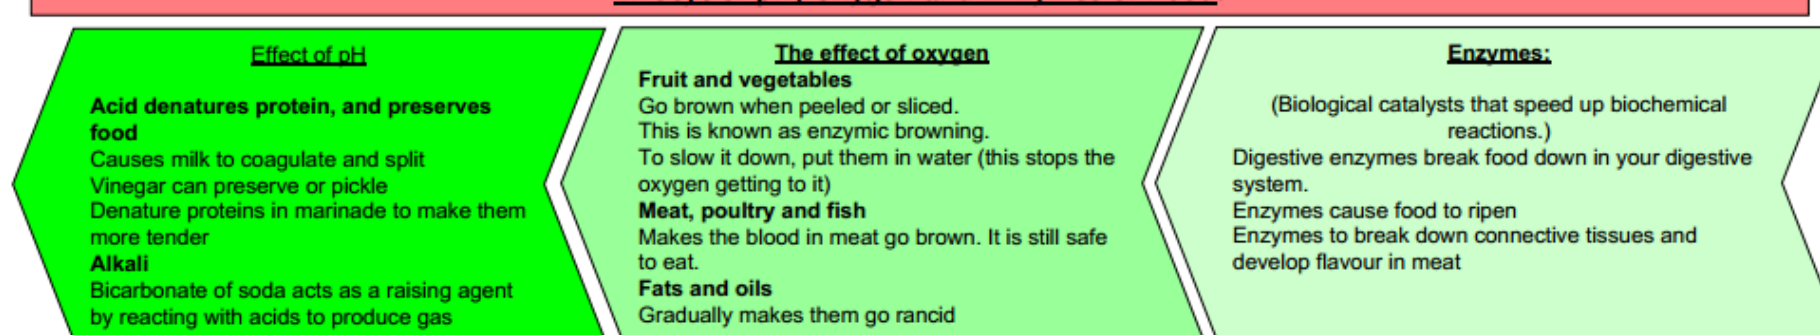 Effect of pH
Acid denatures protein, and preserves
food
Causes milk to coagulate and split
Vinegar can preserve or pickle
Denature proteins in marinade to make them
more tender
Alkali
Bicarbonate of soda acts as a raising agent
by reacting with acids to produce gas
The effect of oxygen
Fruit and vegetables
Go brown when peeled or sliced.
This is known as enzymic browning.
To slow it down, put them in water (this stops the
oxygen getting to it)
Meat, poultry and fish
Makes the blood in meat go brown. It is still safe
to eat.
Fats and oils
Gradually makes them go rancid
Enzymes:
(Biological catalysts that speed up biochemical
reactions.)
Digestive enzymes break food down in your digestive
system.
Enzymes cause food to ripen
Enzymes to break down connective tissues and
develop flavour in meat